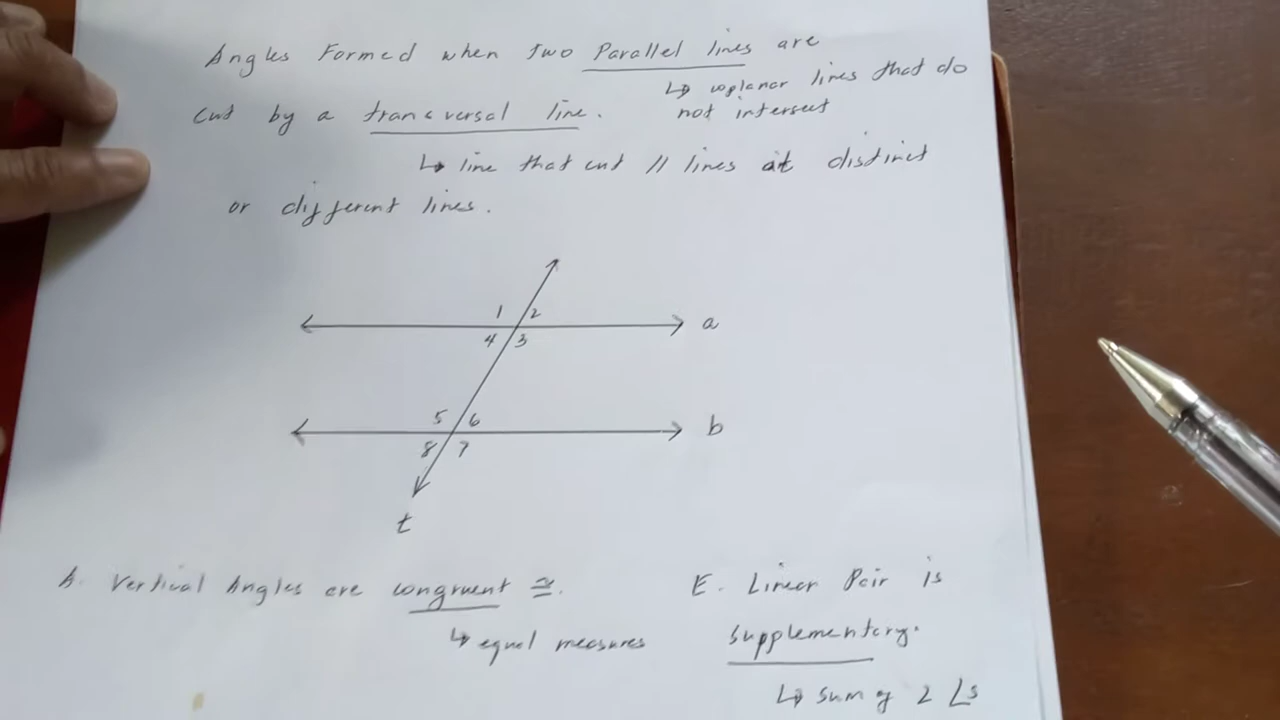 Angles Formed when two Parallel lines are
↳ coplanar lines that do
cut by a transversal line.
not intersect
↳ line that cut // lines at distinct
or different lines.
1 2
a
4 3
5 6
b
8 7
t
A. Vertical Angles are congruent ≅.
↳ equal measures
E. Linear Pair is
supplementary.
↳ sum of 2 ∠s